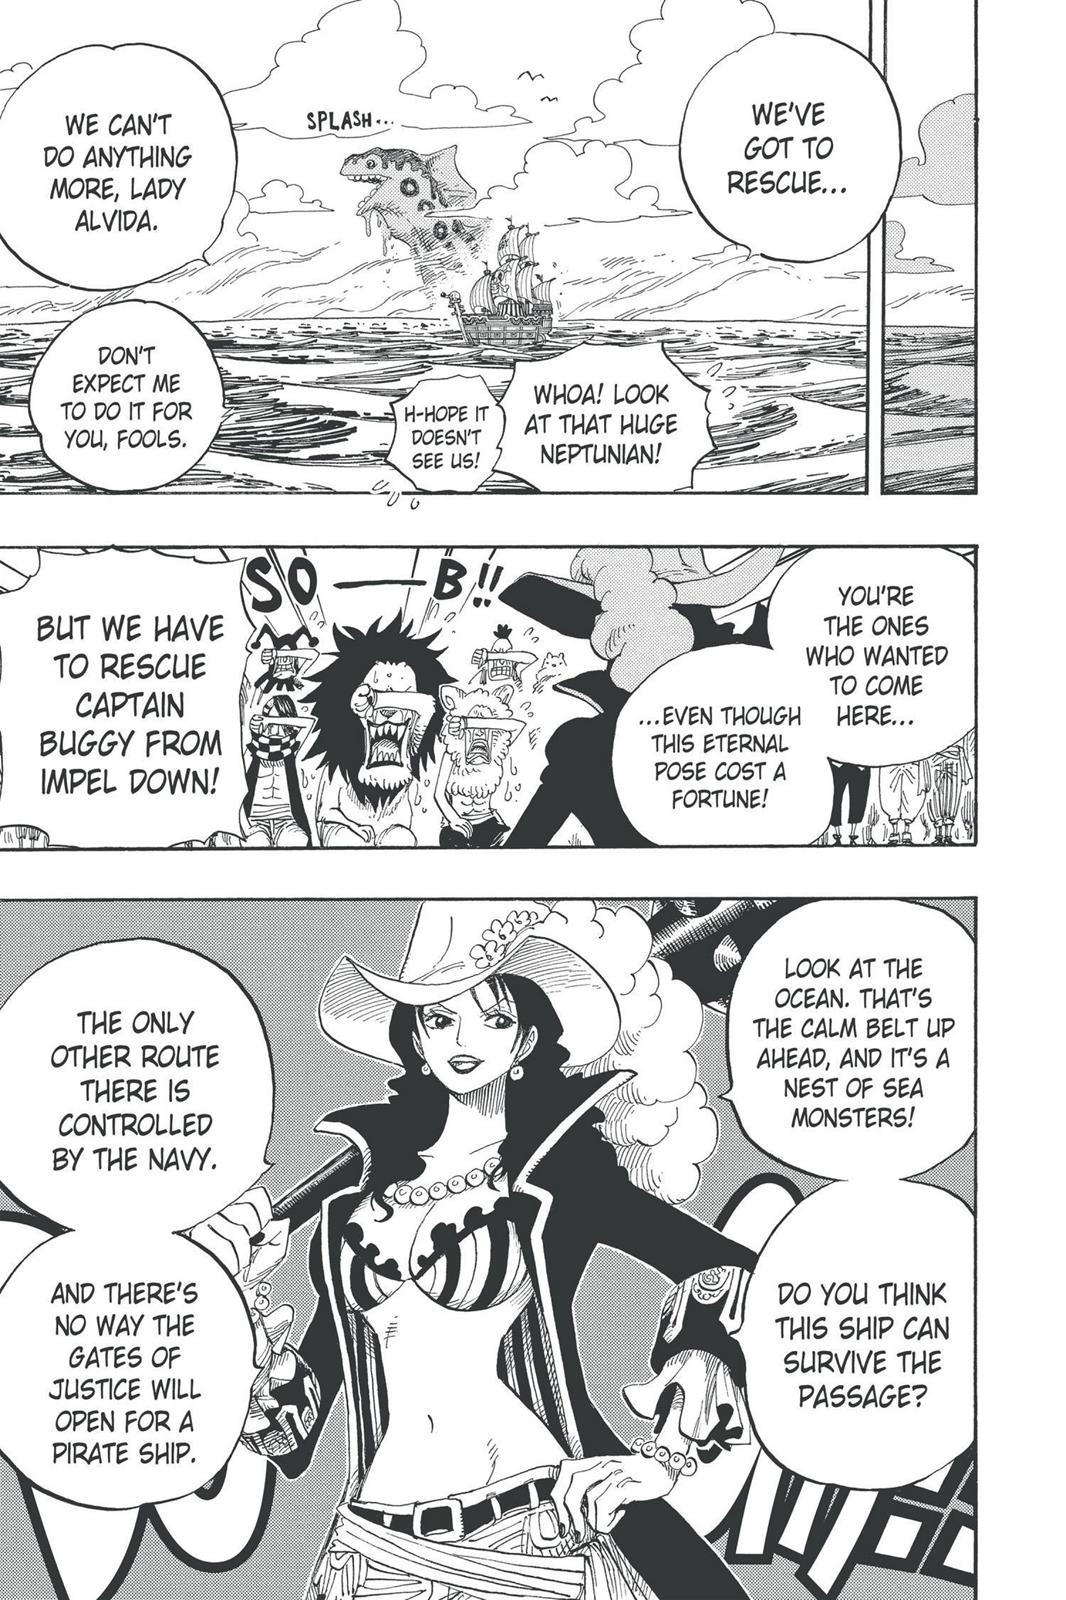 WE'VE
GOT TO
RESCUE...
SPLASH...
WE CAN'T
DO ANYTHING
MORE, LADY
ALVIDA.
WHOA! LOOK
AT THAT HUGE
NEPTUNIAN!
H-HOPE IT
DOESN'T
SEE US!
DON'T
EXPECT ME
TO DO IT FOR
YOU, FOOLS.
YOU'RE
THE ONES
WHO WANTED
TO COME
HERE...
...EVEN THOUGH
THIS ETERNAL
POSE COST A
FORTUNE!
SO—B!!
BUT WE HAVE
TO RESCUE
CAPTAIN
BUGGY FROM
IMPEL DOWN!
LOOK AT THE
OCEAN. THAT'S
THE CALM BELT UP
AHEAD, AND IT'S A
NEST OF SEA
MONSTERS!
DO YOU THINK
THIS SHIP CAN
SURVIVE THE
PASSAGE?
THE ONLY
OTHER ROUTE
THERE IS
CONTROLLED
BY THE NAVY.
AND THERE'S
NO WAY THE
GATES OF
JUSTICE WILL
OPEN FOR A
PIRATE SHIP.